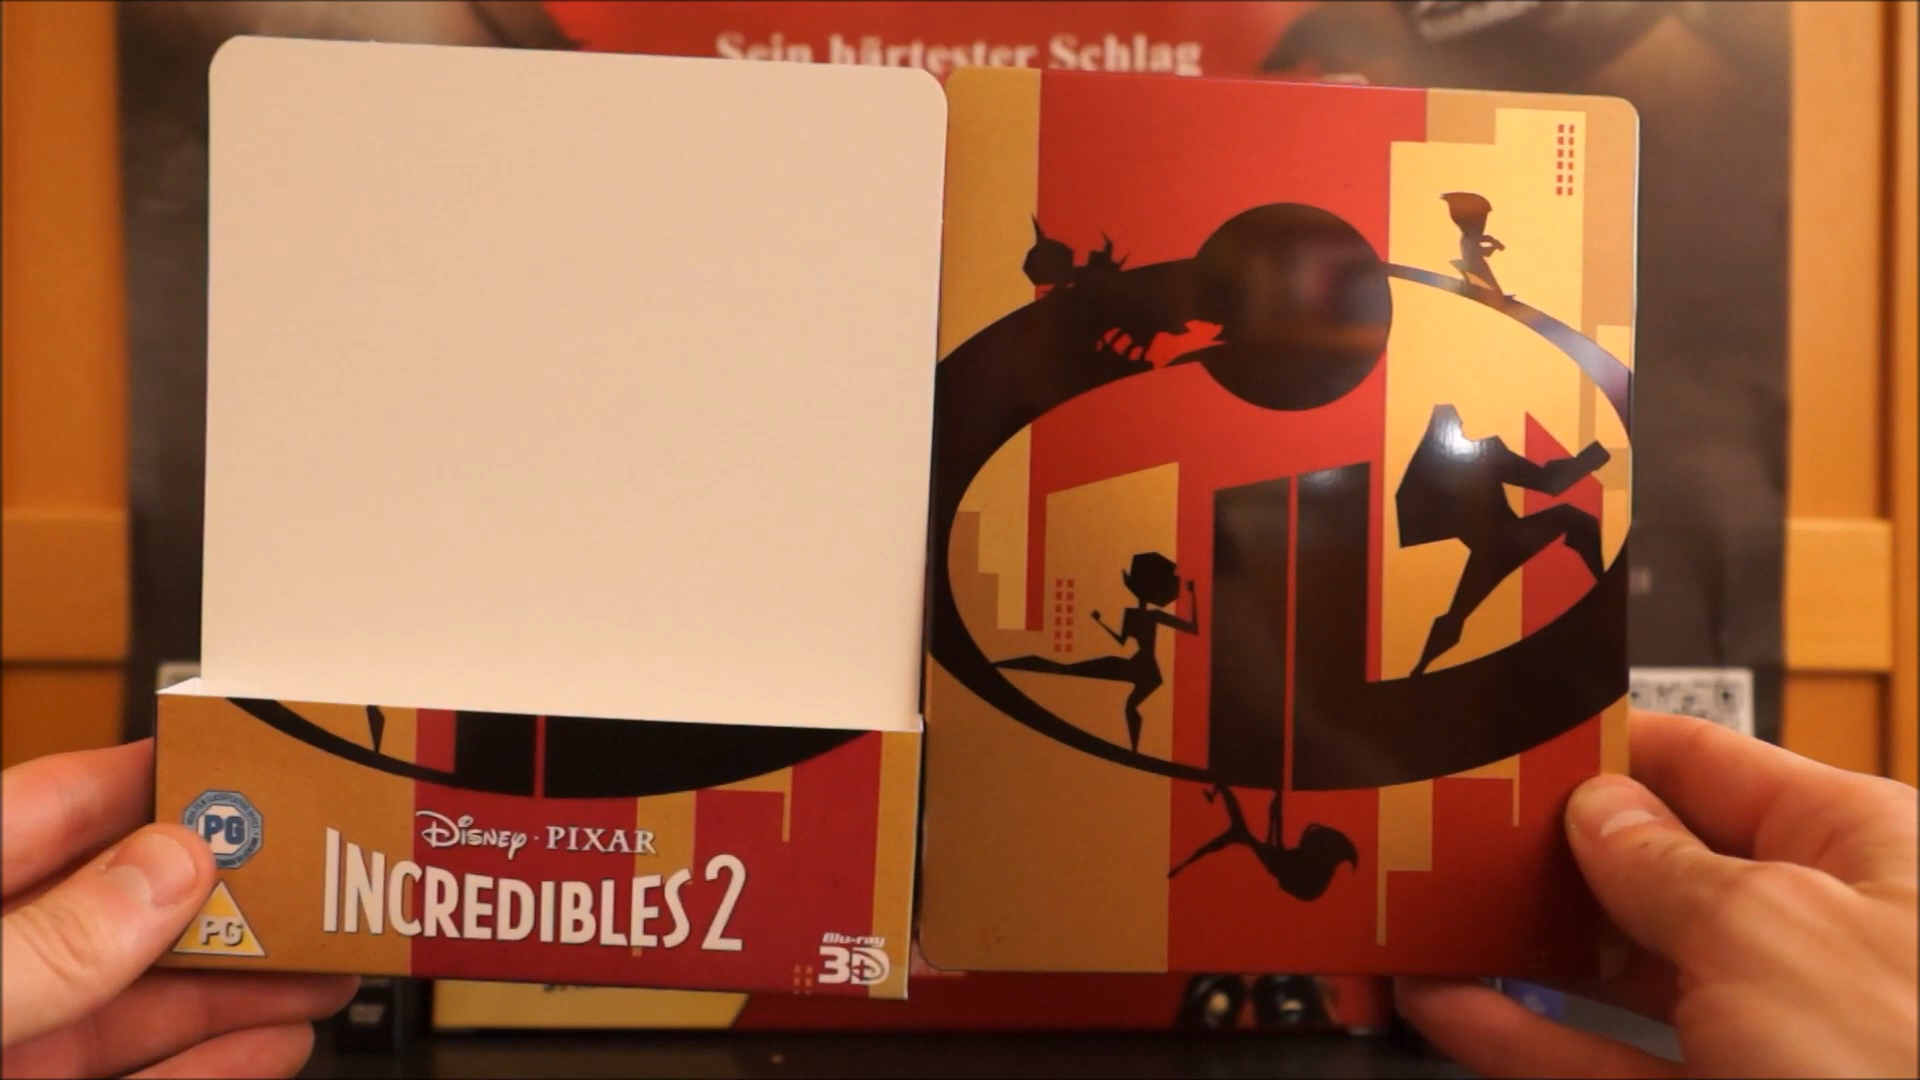 Sein härtester Schlag
PG
Disney · PIXAR
INCREDIBLES 2
PG
Blu-ray
3D